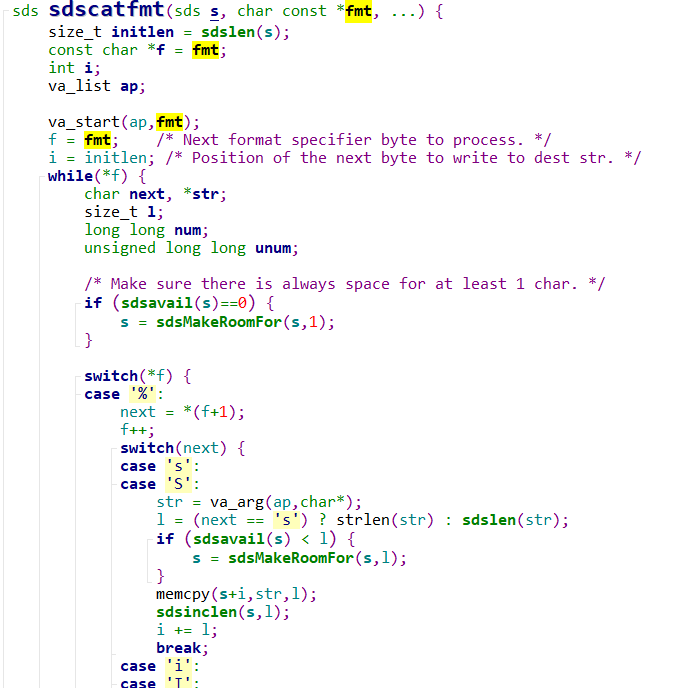 sds sdscatfmt(sds s, char const *fmt, ...) {
size_t initlen = sdslen(s);
const char *f = fmt;
int i;
va_list ap;
va_start(ap,fmt);
f = fmt;    /* Next format specifier byte to process. */
i = initlen; /* Position of the next byte to write to dest str. */
while(*f) {
char next, *str;
size_t l;
long long num;
unsigned long long unum;
/* Make sure there is always space for at least 1 char. */
if (sdsavail(s)==0) {
s = sdsMakeRoomFor(s,1);
}
switch(*f) {
case '%':
next = *(f+1);
f++;
switch(next) {
case 's':
case 'S':
str = va_arg(ap,char*);
l = (next == 's') ? strlen(str) : sdslen(str);
if (sdsavail(s) < l) {
s = sdsMakeRoomFor(s,l);
}
memcpy(s+i,str,l);
sdsinclen(s,l);
i += l;
break;
case 'i':
case 'I':